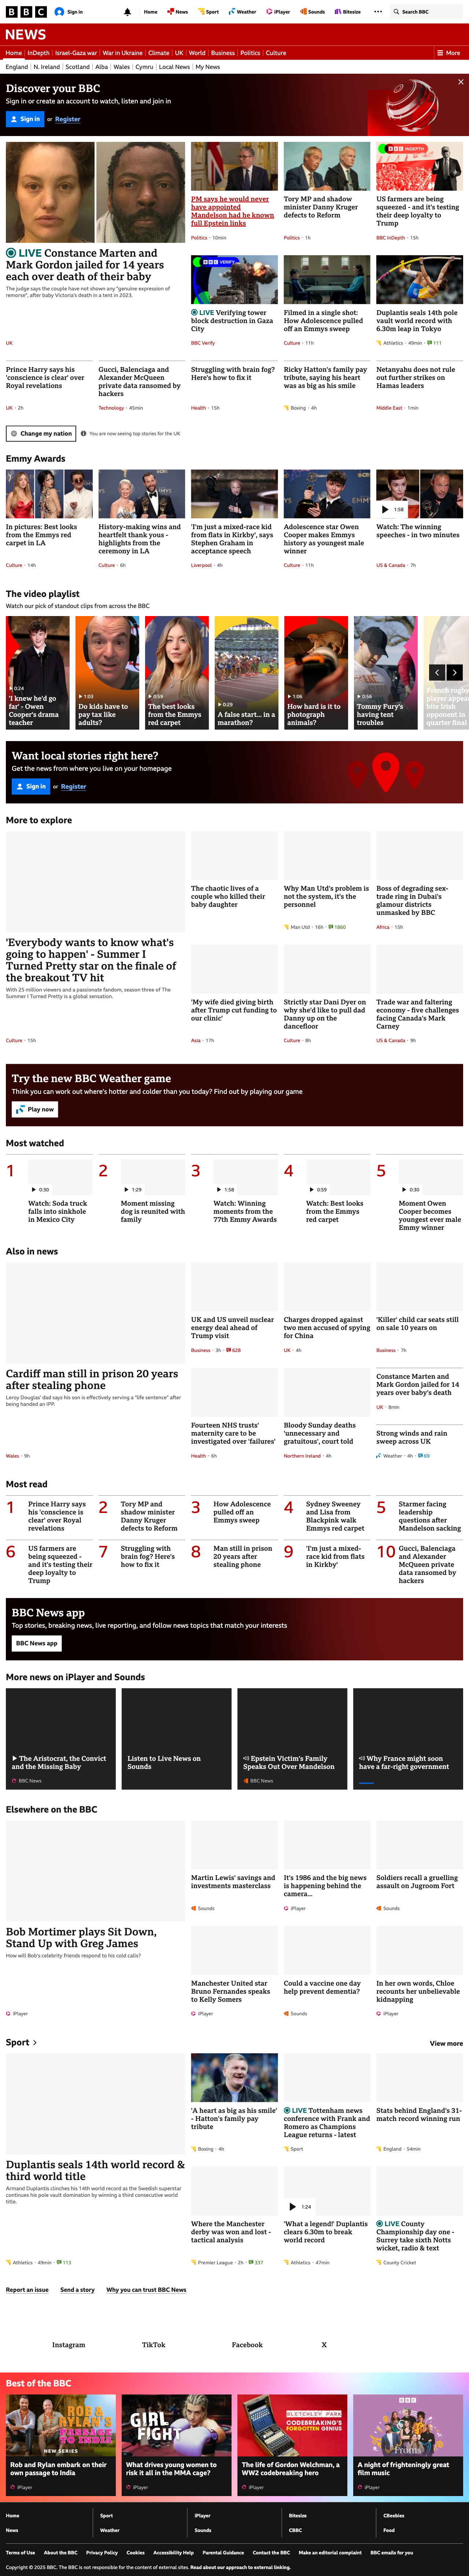 BBC
Sign in
Home
News
Sport
Weather
iPlayer
Sounds
Bitesize
Search BBC
NEWS
Home
InDepth
Israel-Gaza war
War in Ukraine
Climate
UK
World
Business
Politics
Culture
More
England
N. Ireland
Scotland
Alba
Wales
Cymru
Local News
My News
Discover your BBC
Sign in or create an account to watch, listen and join in
Sign in
or
Register
LIVE Constance Marten and
Mark Gordon jailed for 14 years
each over death of their baby
The judge says the couple have not shown any "genuine expression of
remorse", after baby Victoria's death in a tent in 2023.
UK
PM says he would never
have appointed
Mandelson had he known
full Epstein links
Politics
10min
Tory MP and shadow
minister Danny Kruger
defects to Reform
Politics
1h
BBC INDEPTH
US farmers are being
squeezed - and it's testing
their deep loyalty to
Trump
BBC InDepth
15h
BBC VERIFY
LIVE Verifying tower
block destruction in Gaza
City
BBC Verify
Filmed in a single shot:
How Adolescence pulled
off an Emmys sweep
Culture
11h
Duplantis seals 14th pole
vault world record with
6.30m leap in Tokyo
Athletics
49min
111
Prince Harry says his
'conscience is clear' over
Royal revelations
UK
2h
Gucci, Balenciaga and
Alexander McQueen
private data ransomed by
hackers
Technology
45min
Struggling with brain fog?
Here's how to fix it
Health
15h
Ricky Hatton's family pay
tribute, saying his heart
was as big as his smile
Boxing
4h
Netanyahu does not rule
out further strikes on
Hamas leaders
Middle East
1min
Change my nation
You are now seeing top stories for the UK
Emmy Awards
In pictures: Best looks
from the Emmys red
carpet in LA
Culture
14h
History-making wins and
heartfelt thank yous -
highlights from the
ceremony in LA
Culture
6h
'I'm just a mixed-race kid
from flats in Kirkby', says
Stephen Graham in
acceptance speech
Liverpool
4h
Adolescence star Owen
Cooper makes Emmys
history as youngest male
winner
Culture
11h
1:58
Watch: The winning
speeches - in two minutes
US & Canada
7h
The video playlist
Watch our pick of standout clips from across the BBC
0:24
'I knew he'd go
far' - Owen
Cooper's drama
teacher
1:03
Do kids have to
pay tax like
adults?
0:59
The best looks
from the Emmys
red carpet
0:29
A false start... in a
marathon?
1:06
How hard is it to
photograph
animals?
0:56
Tommy Fury's
having tent
troubles
French rugby
player appears
bite Irish
opponent in
quarter final
Want local stories right here?
Get the news from where you live on your homepage
Sign in
or
Register
More to explore
'Everybody wants to know what's
going to happen' - Summer I
Turned Pretty star on the finale of
the breakout TV hit
With 25 million viewers and a passionate fandom, season three of The
Summer I Turned Pretty is a global sensation.
Culture
15h
The chaotic lives of a
couple who killed their
baby daughter
Why Man Utd's problem is
not the system, it's the
personnel
Man Utd
16h
1860
Boss of degrading sex-
trade ring in Dubai's
glamour districts
unmasked by BBC
Africa
15h
'My wife died giving birth
after Trump cut funding to
our clinic'
Asia
17h
Strictly star Dani Dyer on
why she'd like to pull dad
Danny up on the
dancefloor
Culture
8h
Trade war and faltering
economy - five challenges
facing Canada's Mark
Carney
US & Canada
9h
Try the new BBC Weather game
Think you can work out where's hotter and colder than you today? Find out by playing our game
Play now
Most watched
1
0:30
Watch: Soda truck
falls into sinkhole
in Mexico City
2
1:29
Moment missing
dog is reunited with
family
3
1:58
Watch: Winning
moments from the
77th Emmy Awards
4
0:59
Watch: Best looks
from the Emmys
red carpet
5
0:30
Moment Owen
Cooper becomes
youngest ever male
Emmy winner
Also in news
Cardiff man still in prison 20 years
after stealing phone
Leroy Douglas' dad says his son is effectively serving a "life sentence" after
being handed an IPP.
Wales
9h
UK and US unveil nuclear
energy deal ahead of
Trump visit
Business
3h
628
Charges dropped against
two men accused of spying
for China
UK
4h
'Killer' child car seats still
on sale 10 years on
Business
7h
Constance Marten and
Mark Gordon jailed for 14
years over baby's death
UK
8min
Fourteen NHS trusts'
maternity care to be
investigated over 'failures'
Health
6h
Bloody Sunday deaths
'unnecessary and
gratuitous', court told
Northern Ireland
4h
Strong winds and rain
sweep across UK
Weather
4h
69
Most read
1
Prince Harry says
his 'conscience is
clear' over Royal
revelations
2
Tory MP and
shadow minister
Danny Kruger
defects to Reform
3
How Adolescence
pulled off an
Emmys sweep
4
Sydney Sweeney
and Lisa from
Blackpink walk
Emmys red carpet
5
Starmer facing
leadership
questions after
Mandelson sacking
6
US farmers are
being squeezed -
and it's testing their
deep loyalty to
Trump
7
Struggling with
brain fog? Here's
how to fix it
8
Man still in prison
20 years after
stealing phone
9
'I'm just a mixed-
race kid from flats
in Kirkby'
10
Gucci, Balenciaga
and Alexander
McQueen private
data ransomed by
hackers
BBC News app
Top stories, breaking news, live reporting, and follow news topics that match your interests
BBC News app
More news on iPlayer and Sounds
The Aristocrat, the Convict
and the Missing Baby
BBC News
Listen to Live News on
Sounds
Epstein Victim's Family
Speaks Out Over Mandelson
BBC News
Why France might soon
have a far-right government
Elsewhere on the BBC
Bob Mortimer plays Sit Down,
Stand Up with Greg James
How will Bob's celebrity friends respond to his cold calls?
iPlayer
Martin Lewis' savings and
investments masterclass
Sounds
It's 1986 and the big news
is happening behind the
camera...
iPlayer
Soldiers recall a gruelling
assault on Jugroom Fort
Sounds
Manchester United star
Bruno Fernandes speaks
to Kelly Somers
iPlayer
Could a vaccine one day
help prevent dementia?
Sounds
In her own words, Chloe
recounts her unbelievable
kidnapping
iPlayer
Sport
View more
Duplantis seals 14th world record &
third world title
Armand Duplantis clinches his 14th world record as the Swedish superstar
continues his pole vault domination by winning a third consecutive world
title.
Athletics
49min
113
'A heart as big as his smile'
- Hatton's family pay
tribute
Boxing
4h
LIVE Tottenham news
conference with Frank and
Romero as Champions
League returns - latest
Sport
Stats behind England's 31-
match record winning run
England
54min
Where the Manchester
derby was won and lost -
tactical analysis
Premier League
2h
337
1:24
'What a legend!' Duplantis
clears 6.30m to break
world record
Athletics
47min
LIVE County
Championship day one -
Surrey take sixth Notts
wicket, radio & text
County Cricket
Report an issue
Send a story
Why you can trust BBC News
Instagram
TikTok
Facebook
X
Best of the BBC
ROB &
RYLAN'S
PASSAGE TO
INDIA
NEW SERIES
Rob and Rylan embark on their
own passage to India
iPlayer
GIRL
FIGHT
What drives young women to
risk it all in the MMA cage?
iPlayer
BLETCHLEY PARK
CODEBREAKING'S
FORGOTTEN GENIUS
The life of Gordon Welchman, a
WW2 codebreaking hero
iPlayer
BBC
Proms
A night of frighteningly great
film music
iPlayer
Home
Sport
iPlayer
Bitesize
CBeebies
News
Weather
Sounds
CBBC
Food
Terms of Use
About the BBC
Privacy Policy
Cookies
Accessibility Help
Parental Guidance
Contact the BBC
Make an editorial complaint
BBC emails for you
Copyright © 2025 BBC. The BBC is not responsible for the content of external sites. Read about our approach to external linking.